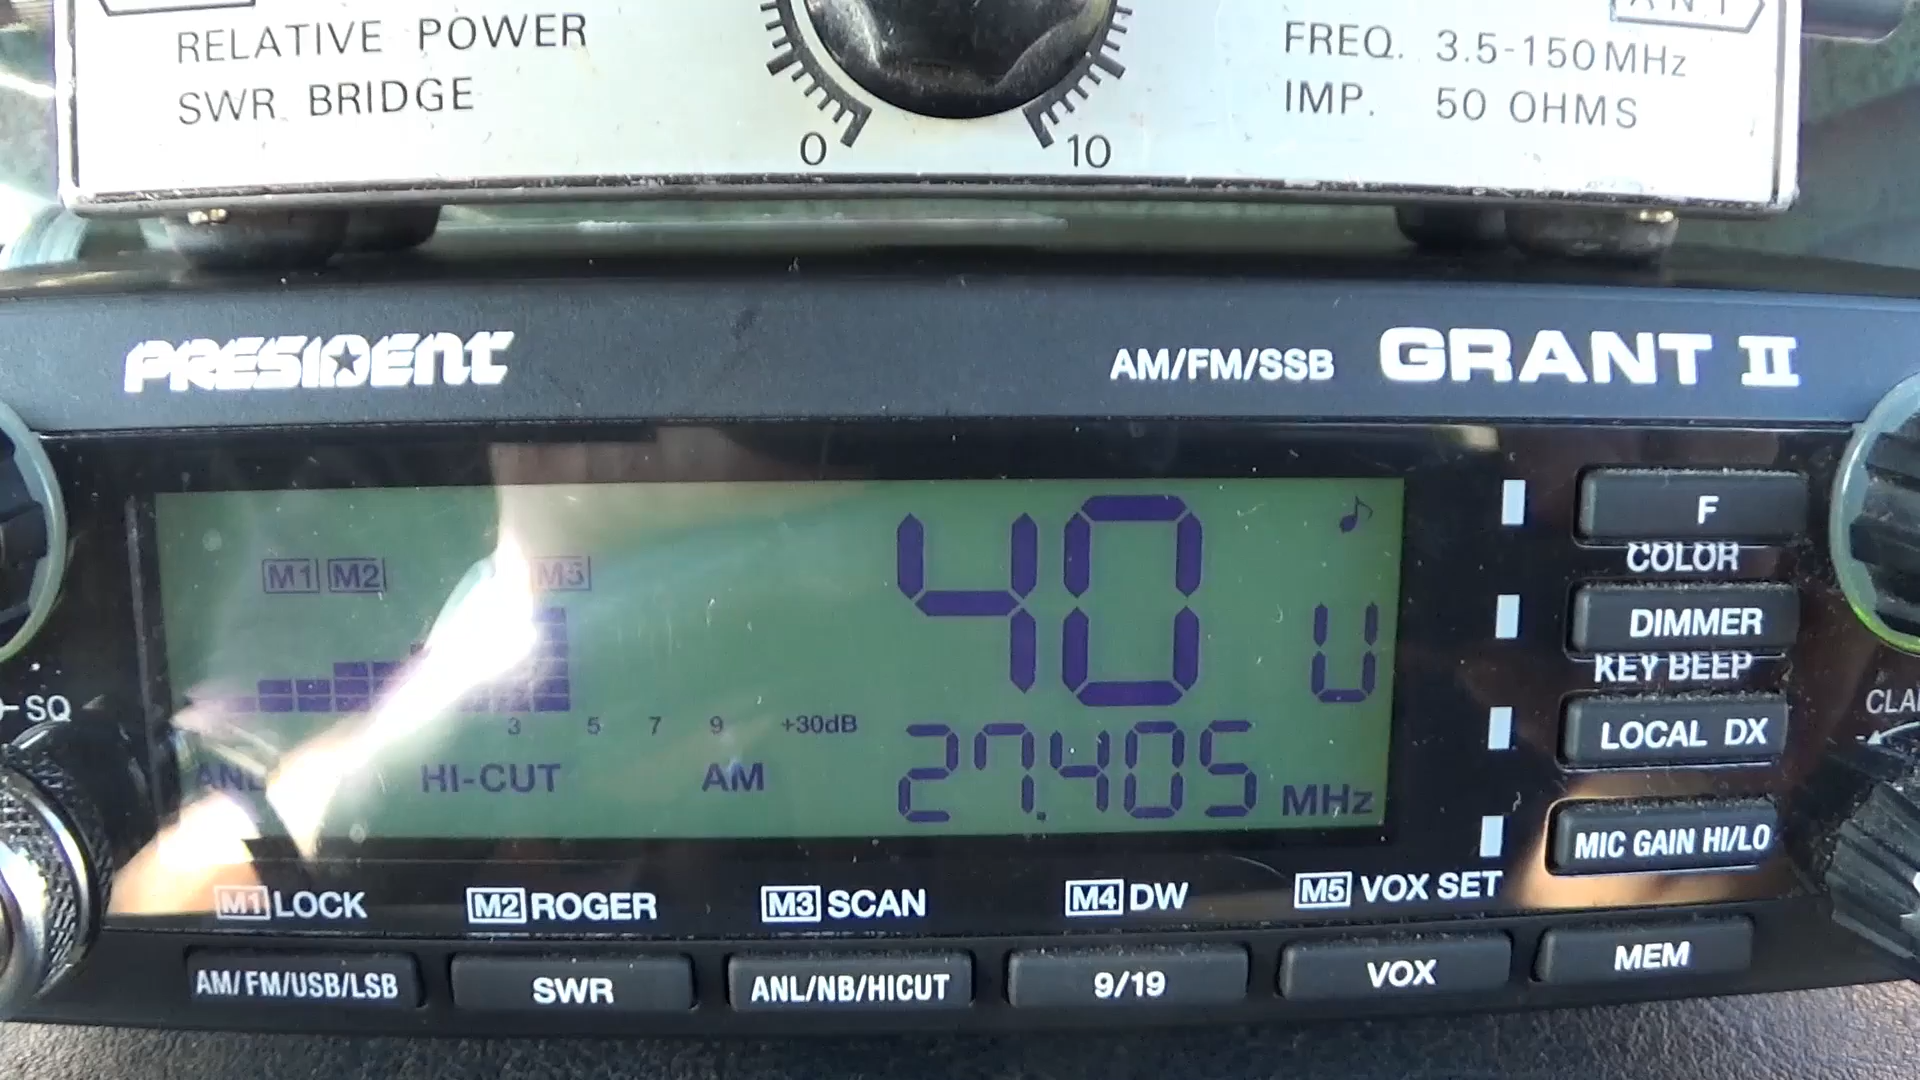 RELATIVE POWER
SWR BRIDGE
0
10
FREQ. 3.5-150 MHz
IMP. 50 OHMS
PRESIDENT
AM/FM/SSB GRANT II
M1 M2 M5
40
U
3 5 7 9 +30dB
HI-CUT AM
27.405 MHz
F
COLOR
DIMMER
KEY BEEP
LOCAL DX
MIC GAIN HI/LO
SQ
M1 LOCK
M2 ROGER
M3 SCAN
M4 DW
M5 VOX SET
AM/FM/USB/LSB
SWR
ANL/NB/HICUT
9/19
VOX
MEM